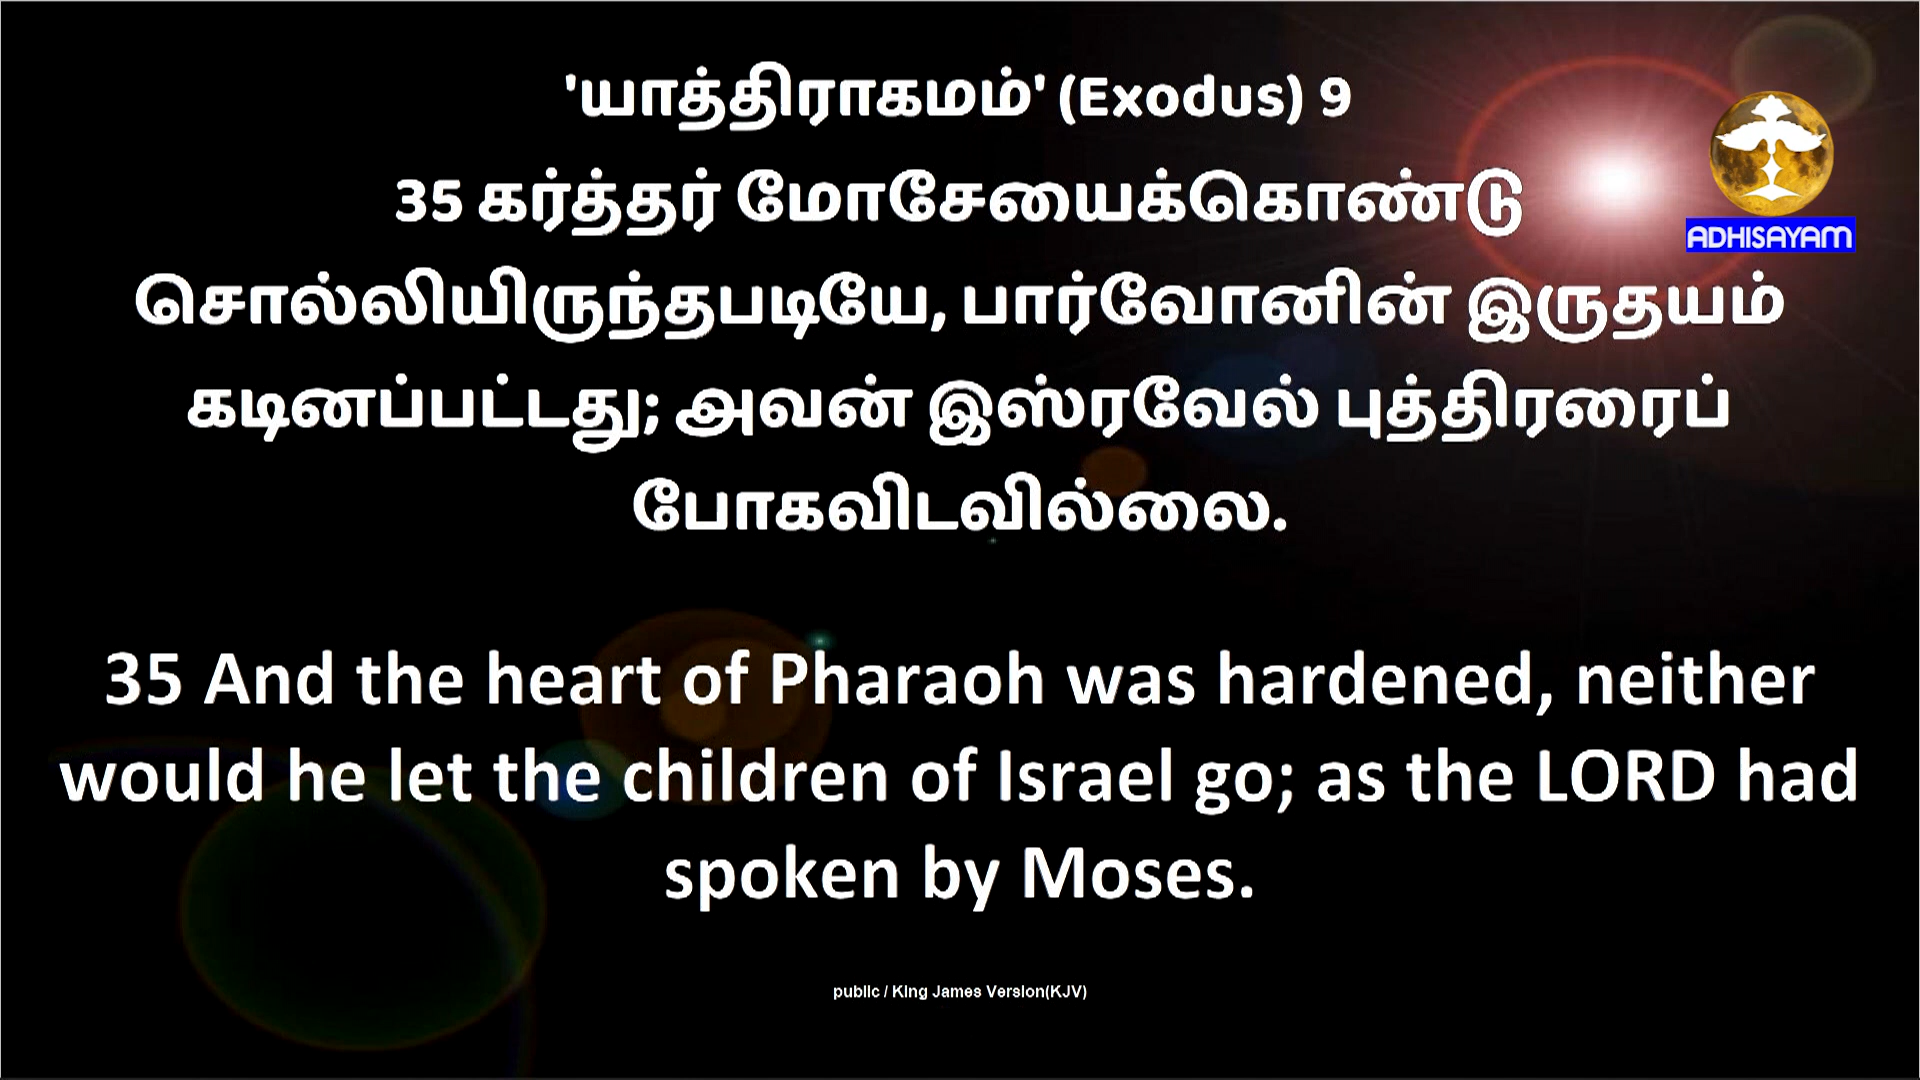 'யாத்திராகமம்' (Exodus) 9
35 கர்த்தர் மோசேயைக்கொண்டு
சொல்லியிருந்தபடியே, பார்வோனின் இருதயம்
கடினப்பட்டது; அவன் இஸ்ரவேல் புத்திரரைப்
போகவிடவில்லை.
ADHISAYAM
35 And the heart of Pharaoh was hardened, neither
would he let the children of Israel go; as the LORD had
spoken by Moses.
public / King James Version(KJV)